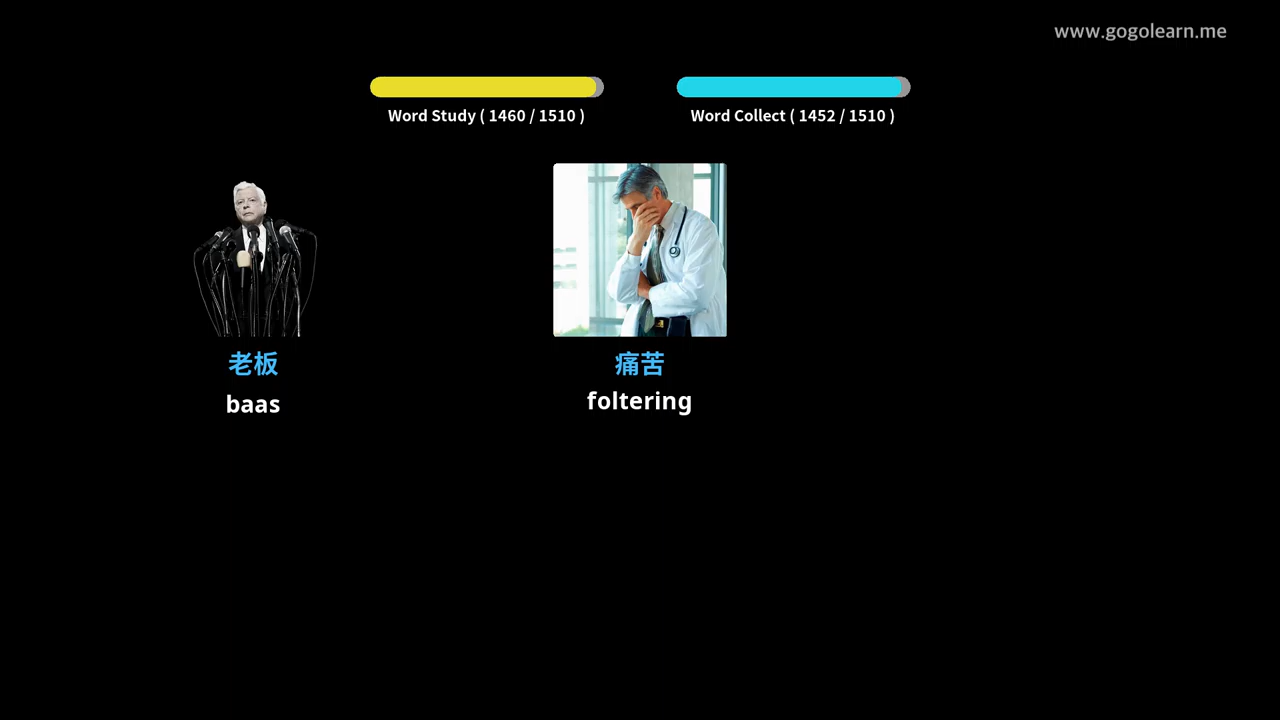 www.gogolearn.me
Word Study ( 1460 / 1510 )
Word Collect ( 1452 / 1510 )
老板
baas
痛苦
foltering